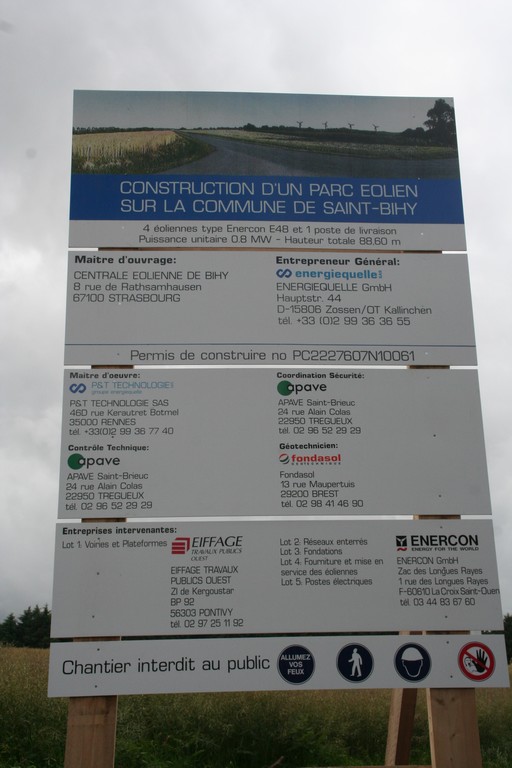 CONSTRUCTION D'UN PARC EOLIEN
SUR LA COMMUNE DE SAINT-BIHY
4 éoliennes type Enercon E48 et 1 poste de livraison
Puissance unitaire 0.8 MW - Hauteur totale 88,60 m
Maitre d'ouvrage:
CENTRALE EOLIENNE DE BIHY
8 rue de Rathsamhausen
67100 STRASBOURG
Entrepreneur Général:
energiequelle
ENERGIEQUELLE GmbH
Hauptstr. 44
D-15806 Zossen/OT Kallinchen
tél. +33 (0)2 99 36 36 55
Permis de construire no PC2227607N10061
Maitre d'oeuvre:
P&T TECHNOLOGIE
groupe energiequelle
P&T TECHNOLOGIE SAS
46D rue Kerautret Botmel
35000 RENNES
tél. +33(0)2 99 36 77 40
Coordination Sécurité:
apave
APAVE Saint-Brieuc
24 rue Alain Colas
22950 TREGUEUX
tél. 02 96 52 29 29
Contrôle Technique:
apave
APAVE Saint-Brieuc
24 rue Alain Colas
22950 TREGUEUX
tél. 02 96 52 29 29
Géotechnicien:
fondasol
Fondasol
13 rue Maupertuis
29200 BREST
tél. 02 98 41 46 90
Entreprises intervenantes:
Lot 1: Voiries et Plateformes
EIFFAGE
TRAVAUX PUBLICS
OUEST
EIFFAGE TRAVAUX
PUBLICS OUEST
ZI de Kergoustar
BP 92
56303 PONTIVY
tél. 02 97 25 11 92
Lot 2: Réseaux enterrés
Lot 3: Fondations
Lot 4: Fourniture et mise en
service des éoliennes
Lot 5: Postes électriques
ENERCON
ENERGY FOR THE WORLD
ENERCON GmbH
Zac des Longues Rayes
1 rue des Longues Rayes
F-60610 La Croix Saint-Ouen
tél. 03 44 83 67 60
Chantier interdit au public
ALLUMEZ
VOS
FEUX